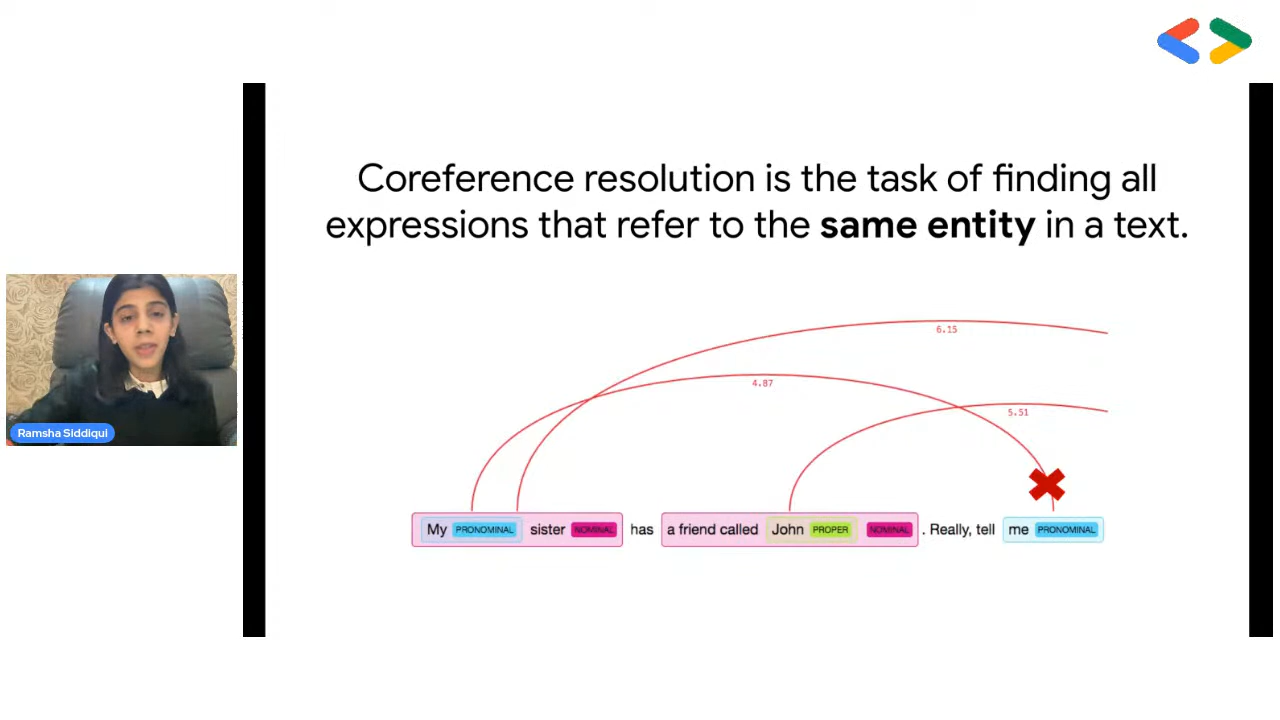 Coreference resolution is the task of finding all
expressions that refer to the same entity in a text.
6.15
4.87
5.51
My PRONOMINAL sister NOMINAL has a friend called John PROPER NOMINAL . Really, tell me PRONOMINAL
Ramsha Siddiqui